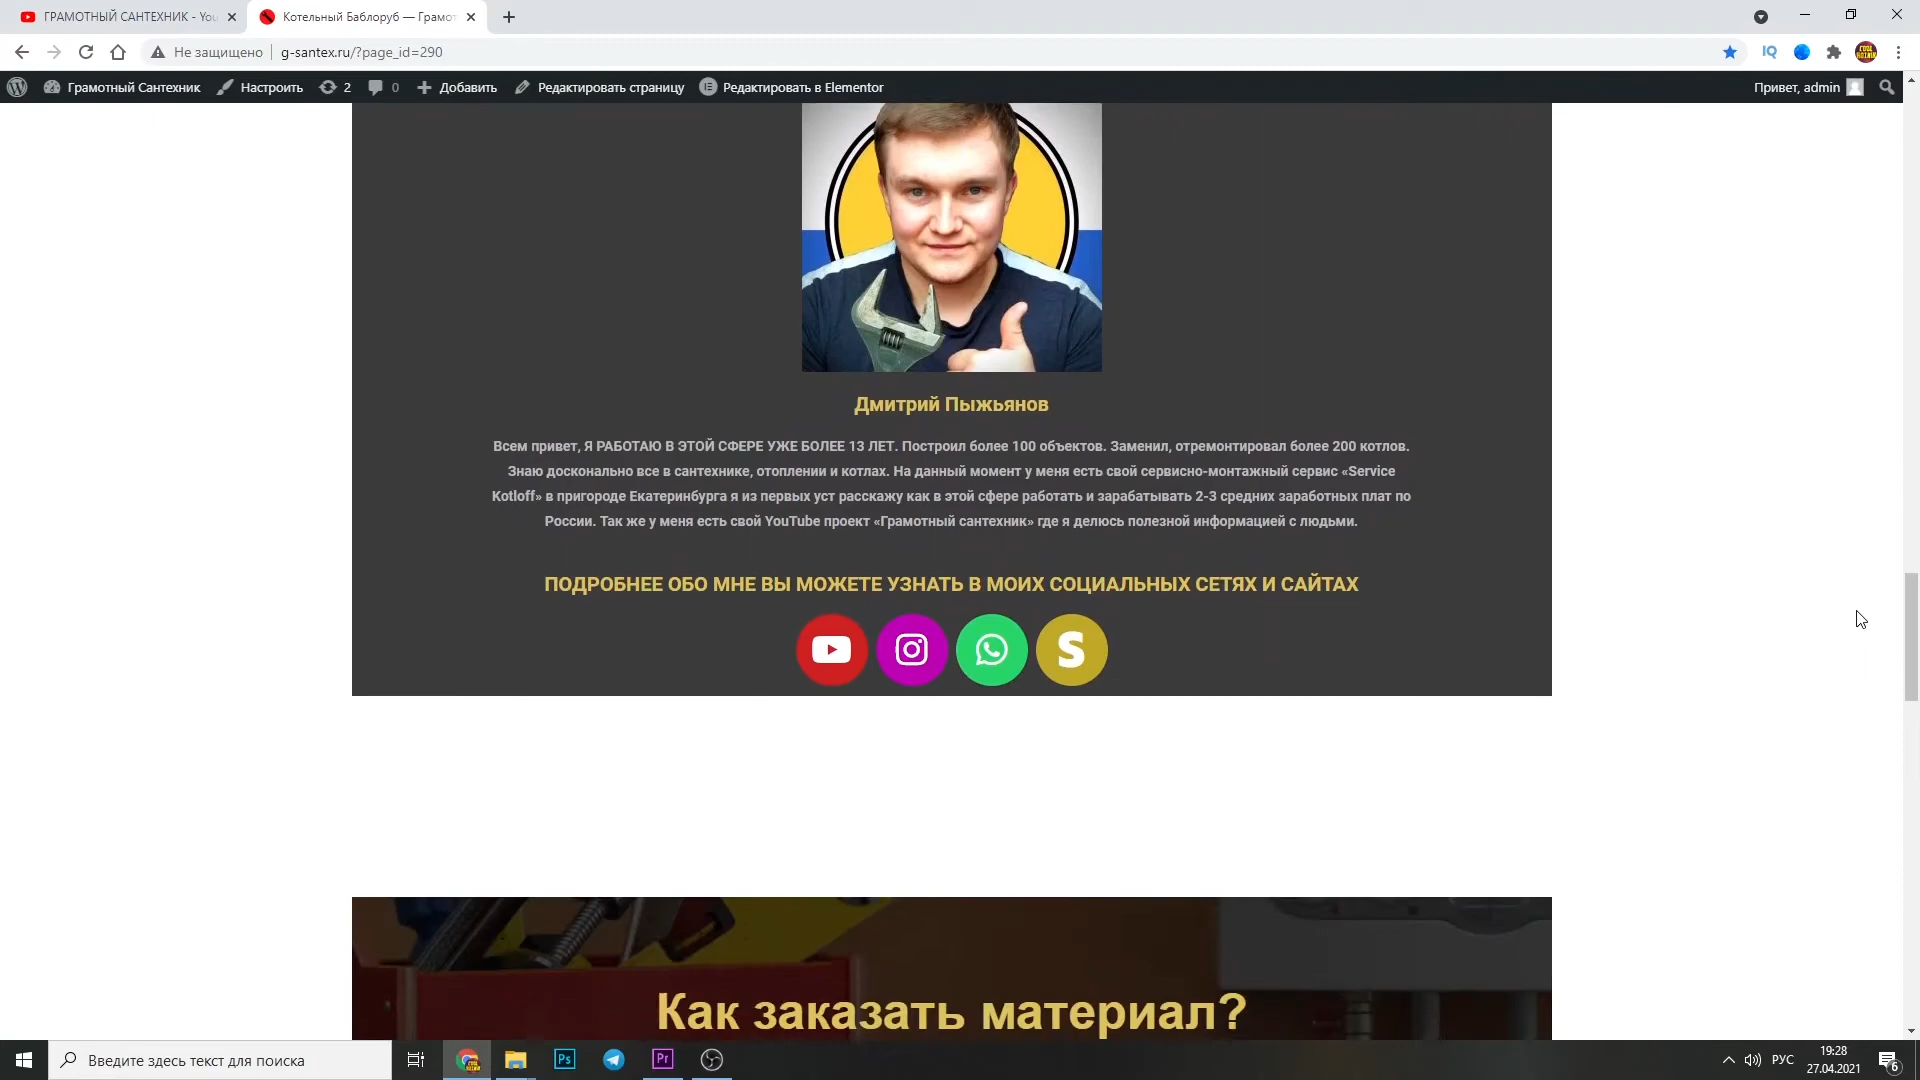 ГРАМОТНЫЙ САНТЕХНИК - You
Котельный Баблоруб — Грамот
Не защищено
g-santex.ru/?page_id=290
IQ
Грамотный Сантехник
Настроить
2
0
Добавить
Редактировать страницу
Редактировать в Elementor
Привет, admin
Дмитрий Пыжьянов
Всем привет, Я РАБОТАЮ В ЭТОЙ СФЕРЕ УЖЕ БОЛЕЕ 13 ЛЕТ. Построил более 100 объектов. Заменил, отремонтировал более 200 котлов.
Знаю досконально все в сантехнике, отоплении и котлах. На данный момент у меня есть свой сервисно-монтажный сервис «Service
Kotloff» в пригороде Екатеринбурга я из первых уст расскажу как в этой сфере работать и зарабатывать 2-3 средних заработных плат по
России. Так же у меня есть свой YouTube проект «Грамотный сантехник» где я делюсь полезной информацией с людьми.
ПОДРОБНЕЕ ОБО МНЕ ВЫ МОЖЕТЕ УЗНАТЬ В МОИХ СОЦИАЛЬНЫХ СЕТЯХ И САЙТАХ
S
Как заказать материал?
Введите здесь текст для поиска
Ps
Pr
РУС
19:28
27.04.2021
6